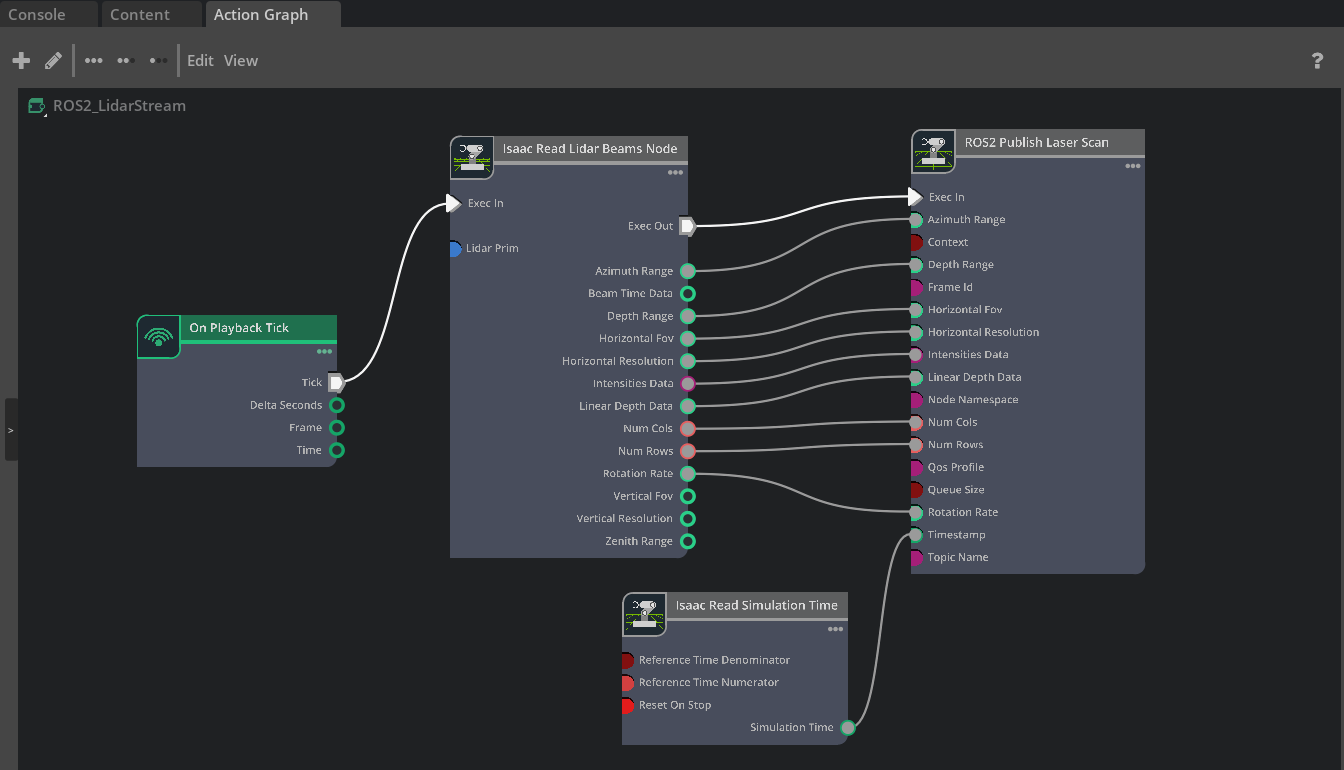 Console Content Action Graph
Edit View ?
ROS2_LidarStream
On Playback Tick
Tick
Delta Seconds
Frame
Time
Isaac Read Lidar Beams Node
Exec In
Exec Out
Lidar Prim
Azimuth Range
Beam Time Data
Depth Range
Horizontal Fov
Horizontal Resolution
Intensities Data
Linear Depth Data
Num Cols
Num Rows
Rotation Rate
Vertical Fov
Vertical Resolution
Zenith Range
ROS2 Publish Laser Scan
Exec In
Azimuth Range
Context
Depth Range
Frame Id
Horizontal Fov
Horizontal Resolution
Intensities Data
Linear Depth Data
Node Namespace
Num Cols
Num Rows
Qos Profile
Queue Size
Rotation Rate
Timestamp
Topic Name
Isaac Read Simulation Time
Reference Time Denominator
Reference Time Numerator
Reset On Stop
Simulation Time
>